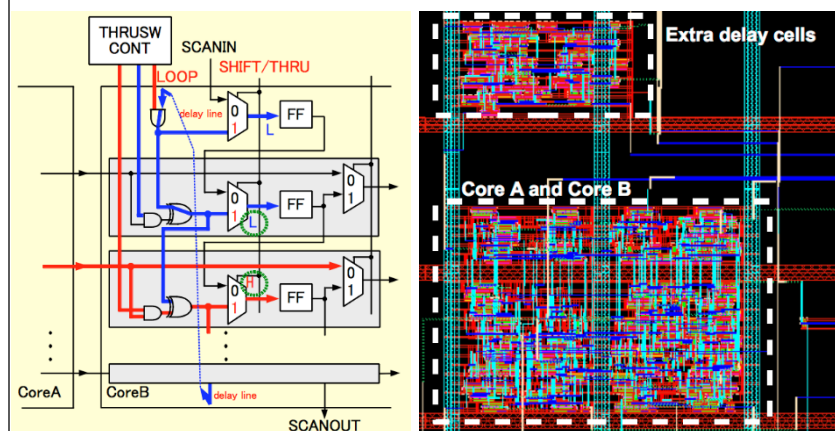 THRUSW
CONT
SCANIN
LOOP
SHIFT/THRU
delay line
0
1
L
FF
0
1
L
FF
0
1
0
H
1
FF
0
1
CoreA
CoreB
delay line
SCANOUT
Extra delay cells
Core A and Core B